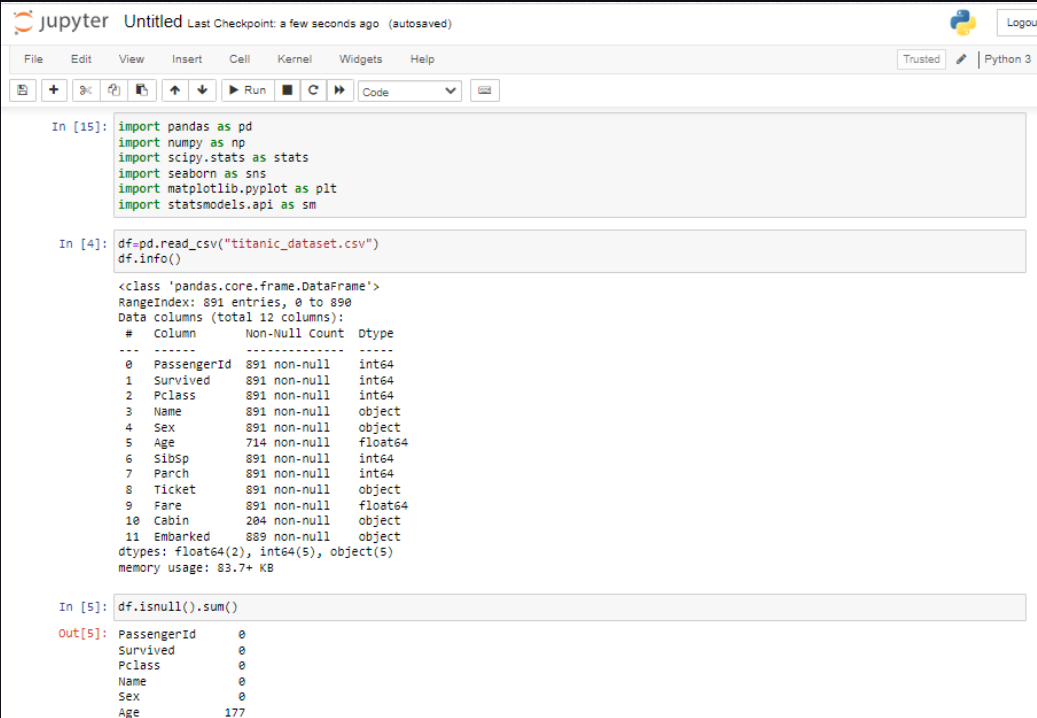 jupyter Untitled Last Checkpoint: a few seconds ago (autosaved)
Logou
File Edit View Insert Cell Kernel Widgets Help Trusted Python 3
Run Code
In [15]: import pandas as pd
import numpy as np
import scipy.stats as stats
import seaborn as sns
import matplotlib.pyplot as plt
import statsmodels.api as sm
In [4]: df=pd.read_csv("titanic_dataset.csv")
df.info()
<class 'pandas.core.frame.DataFrame'>
RangeIndex: 891 entries, 0 to 890
Data columns (total 12 columns):
# Column Non-Null Count Dtype
--- ------ -------------- -----
0 PassengerId 891 non-null int64
1 Survived 891 non-null int64
2 Pclass 891 non-null int64
3 Name 891 non-null object
4 Sex 891 non-null object
5 Age 714 non-null float64
6 SibSp 891 non-null int64
7 Parch 891 non-null int64
8 Ticket 891 non-null object
9 Fare 891 non-null float64
10 Cabin 204 non-null object
11 Embarked 889 non-null object
dtypes: float64(2), int64(5), object(5)
memory usage: 83.7+ KB
In [5]: df.isnull().sum()
Out[5]: PassengerId 0
Survived 0
Pclass 0
Name 0
Sex 0
Age 177